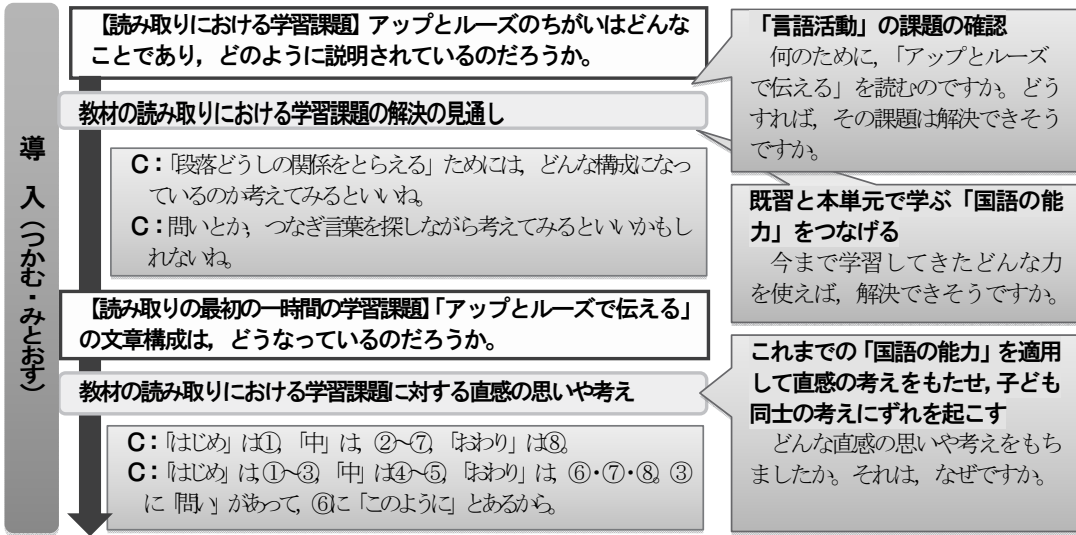 導入(つかむ・みとおす)
【読み取りにおける学習課題】アップとルーズのちがいはどんな
ことであり,どのように説明されているのだろうか。
教材の読み取りにおける学習課題の解決の見通し
C:「段落どうしの関係をとらえる」ためには,どんな構成になっ
ているのか考えてみるといいね。
C:問いとか,つなぎ言葉を探しながら考えてみるといいかもし
れないね。
【読み取りの最初の一時間の学習課題】「アップとルーズで伝える」
の文章構成は,どうなっているのだろうか。
教材の読み取りにおける学習課題に対する直感の思いや考え
C:「はじめ」は①,「中」は,②~⑦,「おわり」は⑧。
C:「はじめ」は,①~③,「中」は④~⑤,「おわり」は,⑥・⑦・⑧。③
に「問い」があって,⑥に「このように」とあるから。
「言語活動」の課題の確認
何のために,「アップとルーズ
で伝える」を読むのですか。どう
すれば,その課題は解決できそう
ですか。
既習と本単元で学ぶ「国語の能
力」をつなげる
今まで学習してきたどんな力
を使えば,解決できそうですか。
これまでの「国語の能力」を適用
して直感の考えをもたせ,子ども
同士の考えにずれを起こす
どんな直感の思いや考えをもち
ましたか。それは,なぜですか。